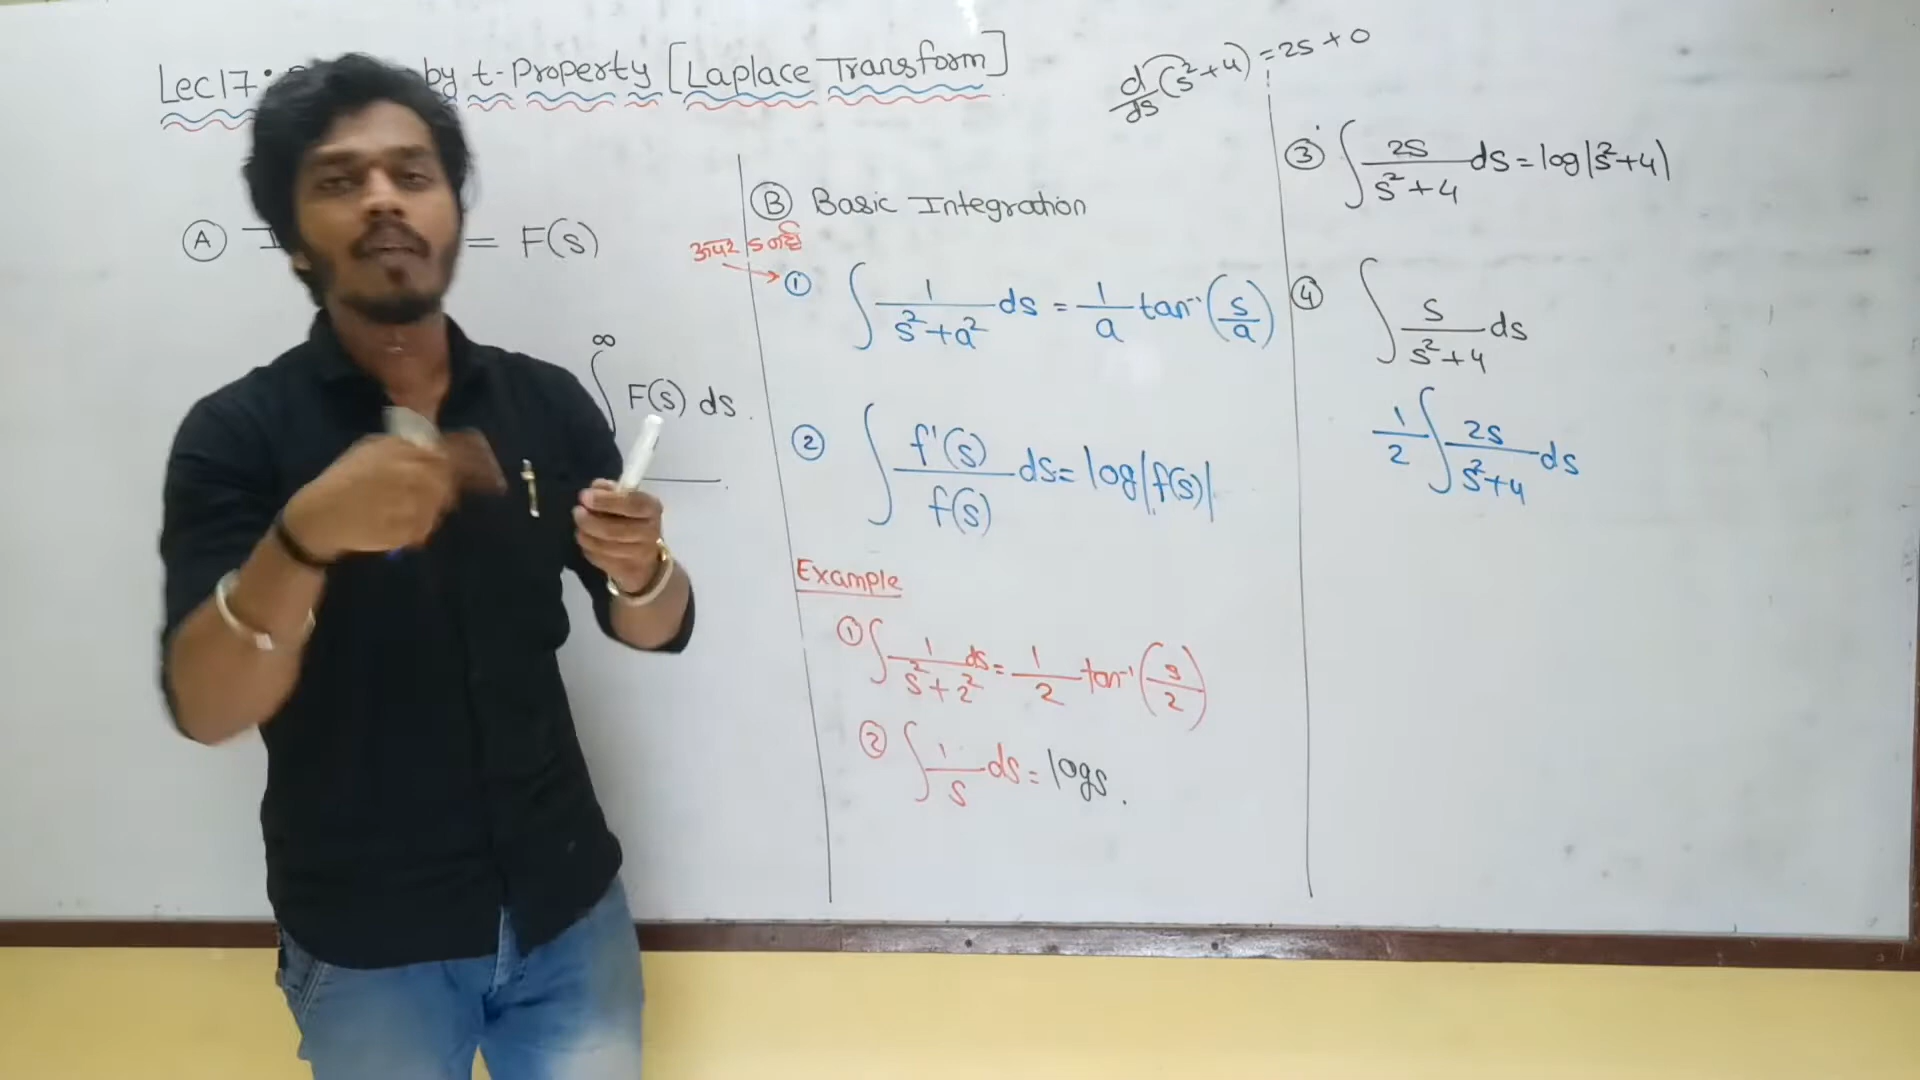 Lec17: by t-Property [Laplace Transform]
d/ds (s²+4) = 2s + 0
Ⓐ = F(s)
∞
∫ F(s) ds.
Ⓑ Basic Integration
① ∫ 1/(s²+a²) ds = 1/a tan⁻¹(s/a)
② ∫ f'(s)/f(s) ds = log|f(s)|
Example
① ∫ 1/(s²+2²) ds = 1/2 tan⁻¹(s/2)
② ∫ 1/s ds = logs.
③ ∫ 2s/(s²+4) ds = log|s²+4|
④ ∫ s/(s²+4) ds
1/2 ∫ 2s/(s²+4) ds